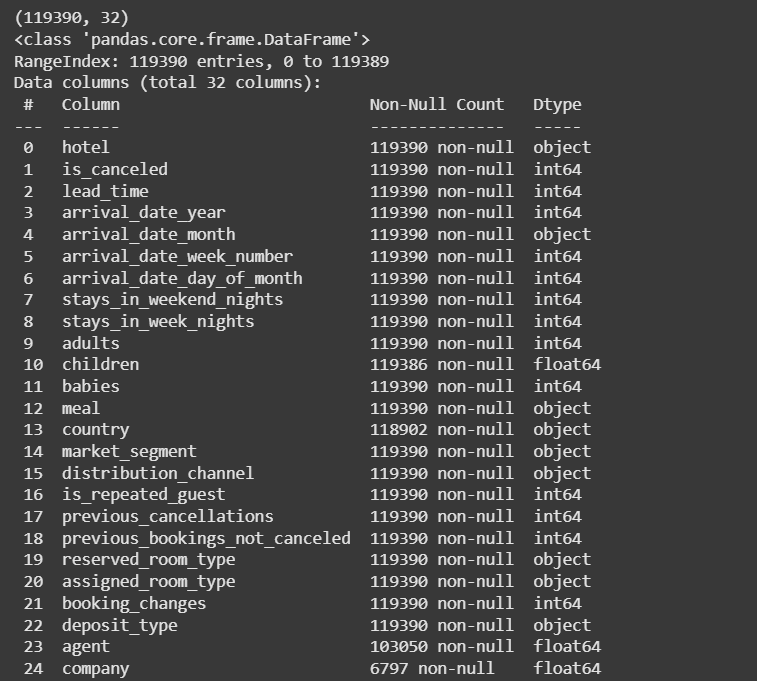 (119390, 32)
<class 'pandas.core.frame.DataFrame'>
RangeIndex: 119390 entries, 0 to 119389
Data columns (total 32 columns):
 #   Column                          Non-Null Count   Dtype
---  ------                          --------------   -----
 0   hotel                           119390 non-null  object
 1   is_canceled                     119390 non-null  int64
 2   lead_time                       119390 non-null  int64
 3   arrival_date_year               119390 non-null  int64
 4   arrival_date_month              119390 non-null  object
 5   arrival_date_week_number        119390 non-null  int64
 6   arrival_date_day_of_month       119390 non-null  int64
 7   stays_in_weekend_nights         119390 non-null  int64
 8   stays_in_week_nights            119390 non-null  int64
 9   adults                          119390 non-null  int64
 10  children                        119386 non-null  float64
 11  babies                          119390 non-null  int64
 12  meal                            119390 non-null  object
 13  country                         118902 non-null  object
 14  market_segment                  119390 non-null  object
 15  distribution_channel            119390 non-null  object
 16  is_repeated_guest               119390 non-null  int64
 17  previous_cancellations          119390 non-null  int64
 18  previous_bookings_not_canceled  119390 non-null  int64
 19  reserved_room_type              119390 non-null  object
 20  assigned_room_type              119390 non-null  object
 21  booking_changes                 119390 non-null  int64
 22  deposit_type                    119390 non-null  object
 23  agent                           103050 non-null  float64
 24  company                         6797 non-null    float64